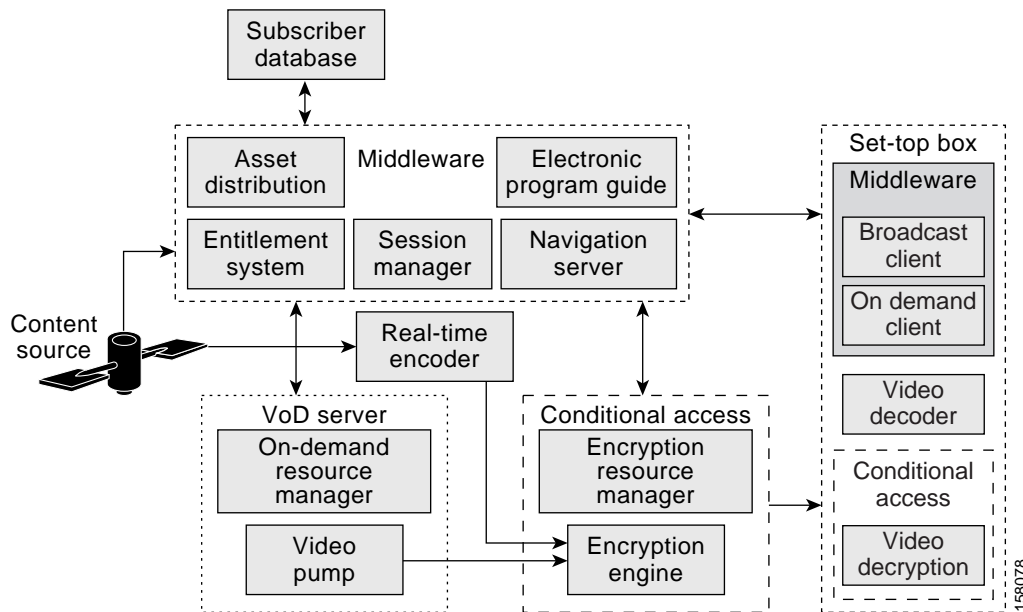 Subscriber
database
Asset
distribution
Middleware
Electronic
program guide
Entitlement
system
Session
manager
Navigation
server
Set-top box
Middleware
Broadcast
client
On demand
client
Video
decoder
Conditional
access
Video
decryption
Content
source
Real-time
encoder
VoD server
On-demand
resource
manager
Video
pump
Conditional access
Encryption
resource
manager
Encryption
engine
158078